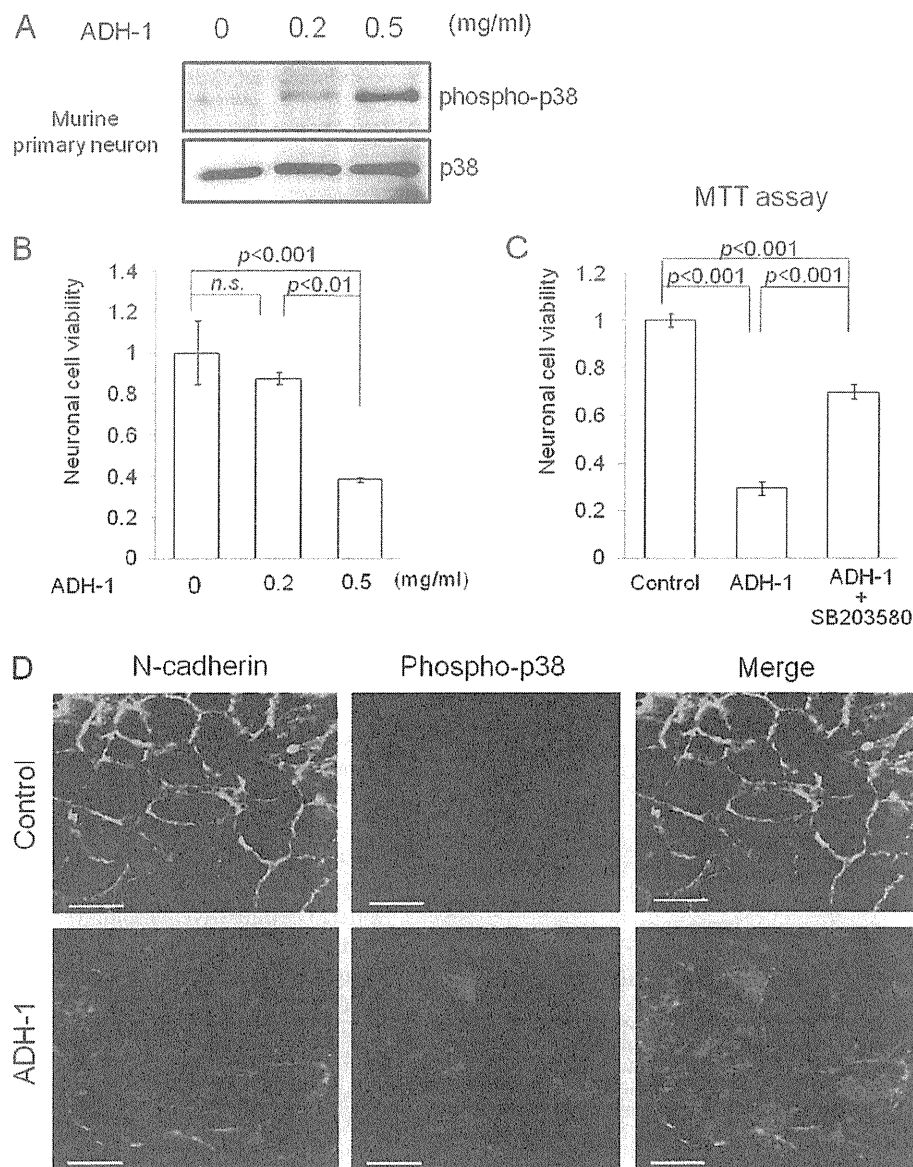 A ADH-1 0 0.2 0.5 (mg/ml)
phospho-p38
Murine
primary neuron
p38
MTT assay
B
p<0.001
n.s. p<0.01
1.4
1.2
1
0.8
0.6
0.4
0.2
0
Neuronal cell viability
ADH-1 0 0.2 0.5 (mg/ml)
C
p<0.001
p<0.001 p<0.001
1.2
1
0.8
0.6
0.4
0.2
0
Neuronal cell viability
Control ADH-1 ADH-1
+
SB203580
D N-cadherin Phospho-p38 Merge
Control
ADH-1